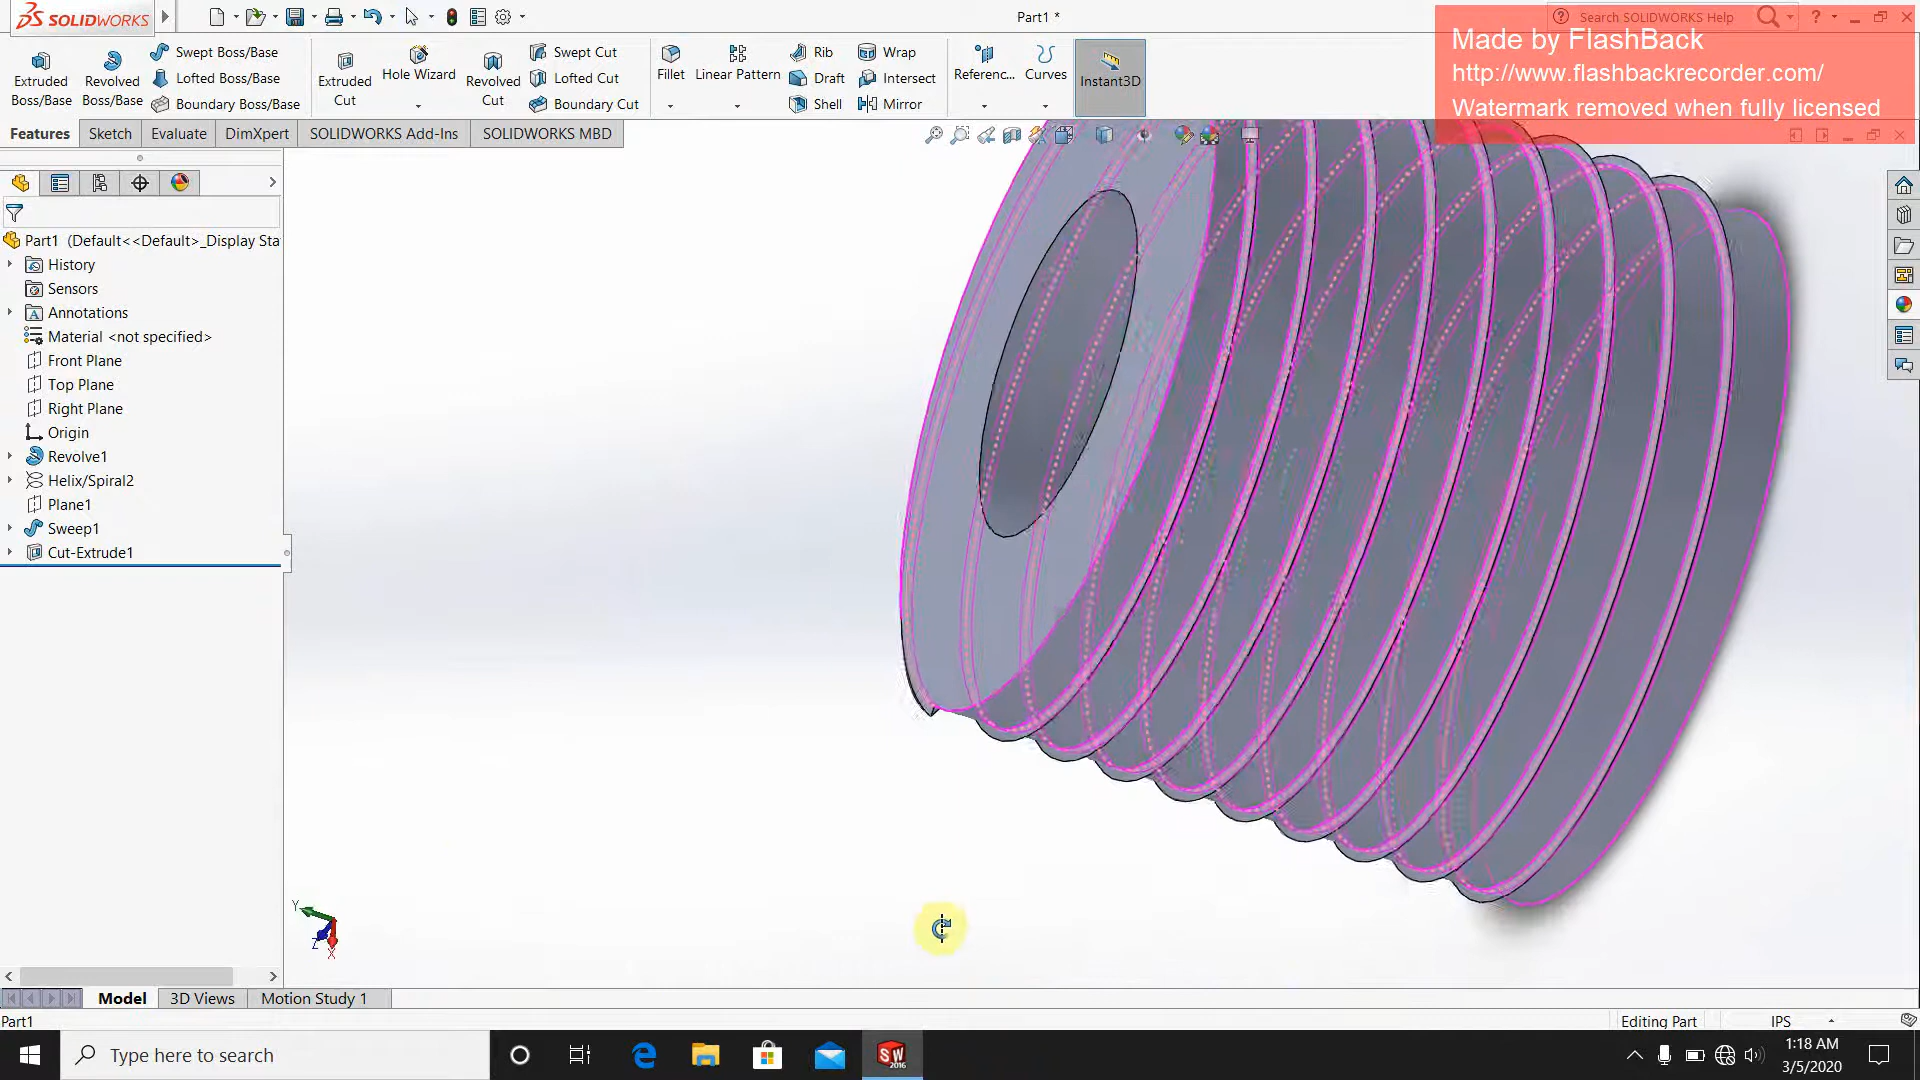 SOLIDWORKS
Part1 *
Search SOLIDWORKS Help
Made by FlashBack
http://www.flashbackrecorder.com/
Watermark removed when fully licensed
Extruded
Boss/Base
Revolved
Boss/Base
Swept Boss/Base
Lofted Boss/Base
Boundary Boss/Base
Extruded
Cut
Hole Wizard
Revolved
Cut
Swept Cut
Lofted Cut
Boundary Cut
Fillet
Linear Pattern
Rib
Draft
Shell
Wrap
Intersect
Mirror
Referenc...
Curves
Instant3D
Features
Sketch
Evaluate
DimXpert
SOLIDWORKS Add-Ins
SOLIDWORKS MBD
Part1 (Default<<Default>_Display Sta
History
Sensors
Annotations
Material <not specified>
Front Plane
Top Plane
Right Plane
Origin
Revolve1
Helix/Spiral2
Plane1
Sweep1
Cut-Extrude1
Y
Z
X
Model
3D Views
Motion Study 1
Part1
Editing Part
IPS
Type here to search
SW
2016
1:18 AM
3/5/2020